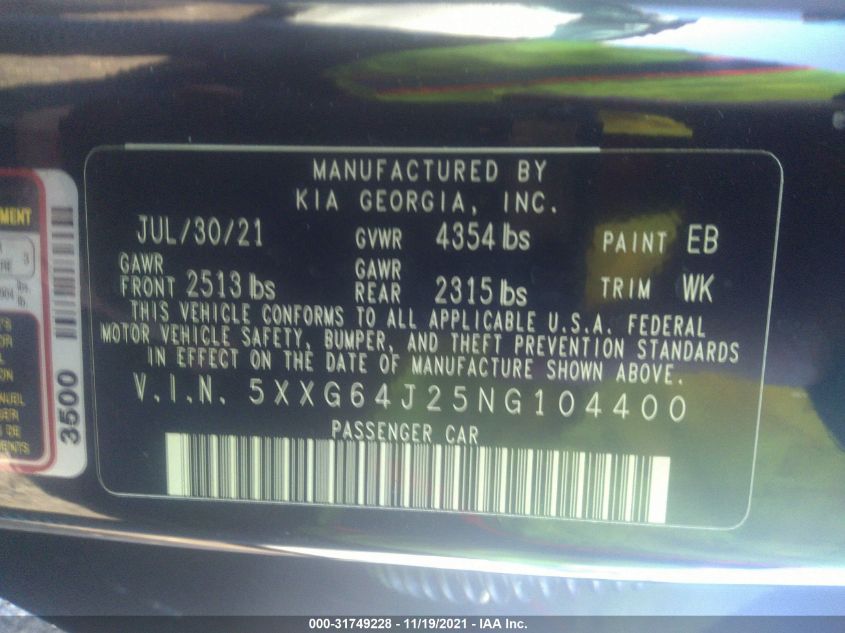 MANUFACTURED BY
KIA GEORGIA, INC.
JUL/30/21 GVWR 4354 lbs PAINT EB
GAWR FRONT 2513 lbs GAWR REAR 2315 lbs TRIM WK
THIS VEHICLE CONFORMS TO ALL APPLICABLE U.S.A. FEDERAL
MOTOR VEHICLE SAFETY, BUMPER, AND THEFT PREVENTION STANDARDS
IN EFFECT ON THE DATE OF MANUFACTURE SHOWN ABOVE.
V.I.N. 5XXG64J25NG104400
PASSENGER CAR
3500
000-31749228 - 11/19/2021 - IAA Inc.